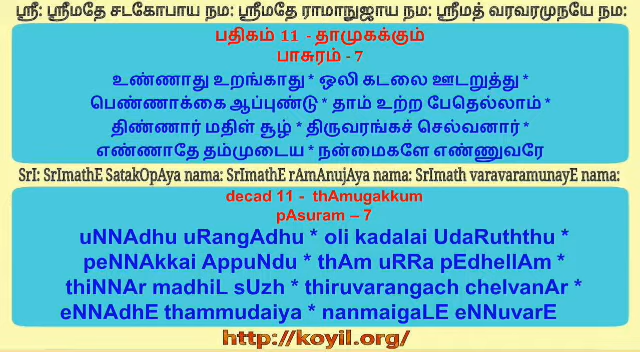 ஸ்ரீ: ஸ்ரீமதே சடகோபாய நம: ஸ்ரீமதே ராமாநுஜாய நம: ஸ்ரீமத் வரவரமுநயே நம:
பதிகம் 11 - தாமுகக்கும்
பாசுரம் - 7
உண்ணாது உறங்காது * ஒலி கடலை ஊடறுத்து *
பெண்ணாக்கை ஆப்புண்டு * தாம் உற்ற பேதெல்லாம் *
திண்ணார் மதிள் சூழ் * திருவரங்கச் செல்வனார் *
எண்ணாதே தம்முடைய * நன்மைகளே எண்ணுவரே
SrI: SrImathE SatakOpAya nama: SrImathE rAmAnujAya nama: SrImath varavaramunayE nama:
decad 11 - thAmugakkum
pAsuram – 7
uNNAdhu uRangAdhu * oli kadalai UdaRuththu *
peNNAkkai AppuNdu * thAm uRRa pEdhellAm *
thiNNAr madhiL sUzh * thiruvarangach chelvanAr *
eNNAdhE thammudaiya * nanmaigaLE eNNuvarE
http://koyil.org/